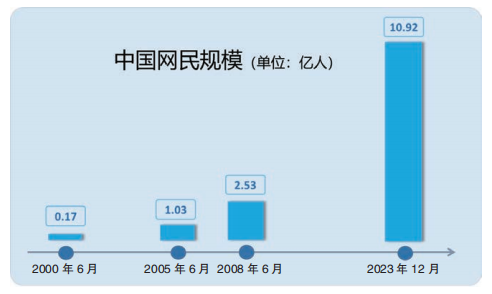 10.92
中国网民规模（单位：亿人）
2.53
1.03
0.17
2000 年 6 月 2005 年 6 月 2008 年 6 月 2023 年 12 月